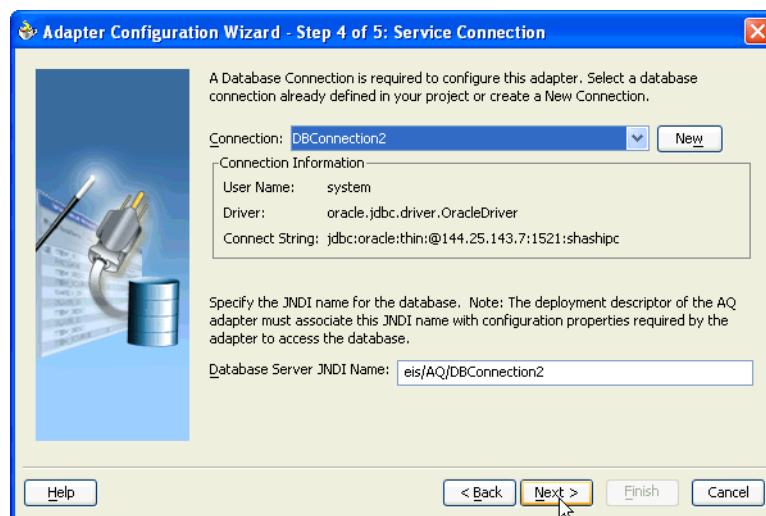 Adapter Configuration Wizard - Step 4 of 5: Service Connection
A Database Connection is required to configure this adapter. Select a database
connection already defined in your project or create a New Connection.
Connection: DBConnection2 New
Connection Information
User Name: system
Driver: oracle.jdbc.driver.OracleDriver
Connect String: jdbc:oracle:thin:@144.25.143.7:1521:shashipc
Specify the JNDI name for the database. Note: The deployment descriptor of the AQ
adapter must associate this JNDI name with configuration properties required by the
adapter to access the database.
Database Server JNDI Name: eis/AQ/DBConnection2
Help < Back Next > Finish Cancel